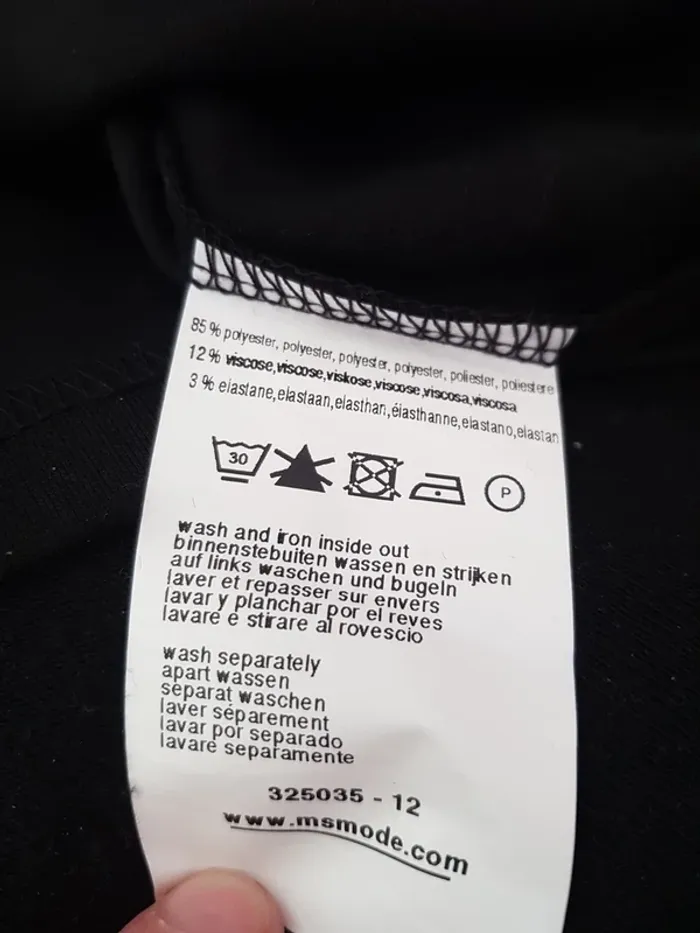 85 % polyester, polyester, polyester, polyester, poliester, poliestere
12 % viscose,viscose,viskose,viscose,viscosa,viscosa
3 % elastane,elastaan,elasthan,élasthanne,elastano,elastan
30
P
wash and iron inside out
binnenstebuiten wassen en strijken
auf links waschen und bugeln
laver et repasser sur envers
lavar y planchar por el reves
lavare e stirare al rovescio
wash separately
apart wassen
separat waschen
laver séparement
lavar por separado
lavare separamente
325035 - 12
www.msmode.com